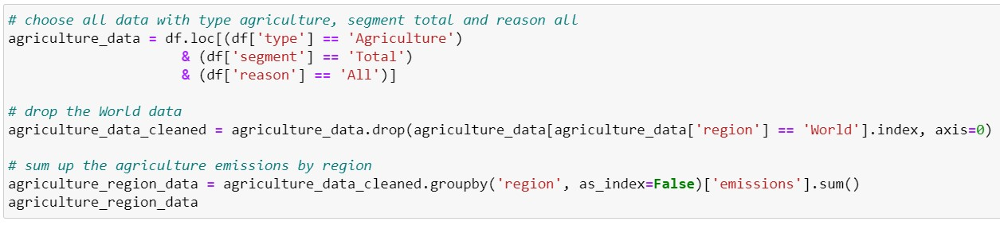 # choose all data with type agriculture, segment total and reason all
agriculture_data = df.loc[(df['type'] == 'Agriculture')
                     & (df['segment'] == 'Total')
                     & (df['reason'] == 'All')]

# drop the World data
agriculture_data_cleaned = agriculture_data.drop(agriculture_data[agriculture_data['region'] == 'World'].index, axis=0)

# sum up the agriculture emissions by region
agriculture_region_data = agriculture_data_cleaned.groupby('region', as_index=False)['emissions'].sum()
agriculture_region_data